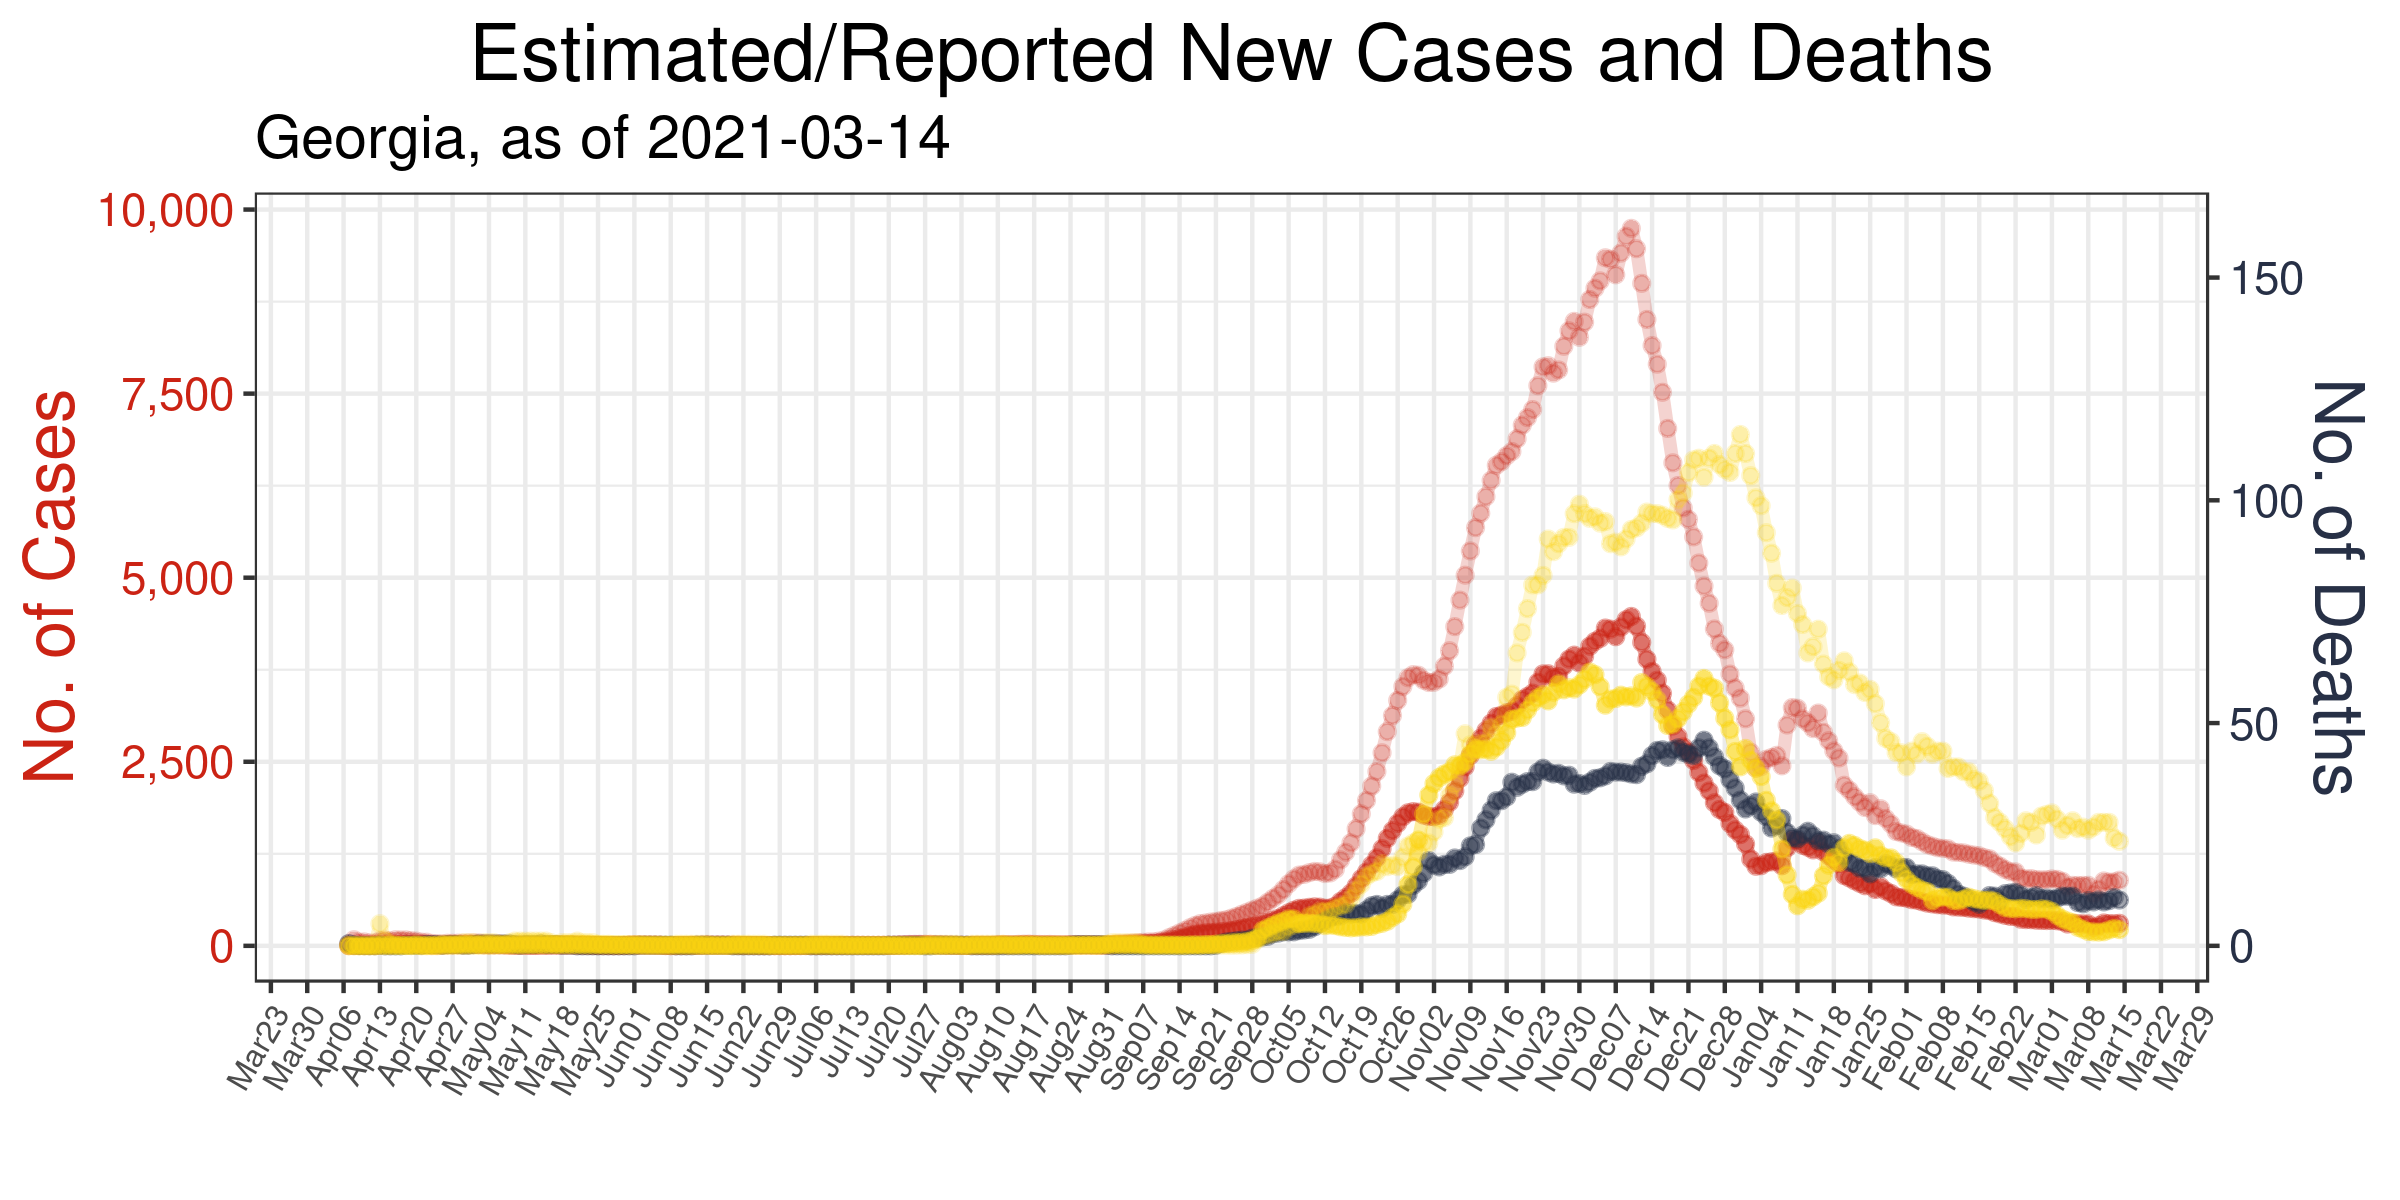 Estimated/Reported New Cases and Deaths
Georgia, as of 2021-03-14
No. of Cases
10,000
7,500
5,000
2,500
0
No. of Deaths
150
100
50
0
Mar23
Mar30
Apr06
Apr13
Apr20
Apr27
May04
May11
May18
May25
Jun01
Jun08
Jun15
Jun22
Jun29
Jul06
Jul13
Jul20
Jul27
Aug03
Aug10
Aug17
Aug24
Aug31
Sep07
Sep14
Sep21
Sep28
Oct05
Oct12
Oct19
Oct26
Nov02
Nov09
Nov16
Nov23
Nov30
Dec07
Dec14
Dec21
Dec28
Jan04
Jan11
Jan18
Jan25
Feb01
Feb08
Feb15
Feb22
Mar01
Mar08
Mar15
Mar22
Mar29